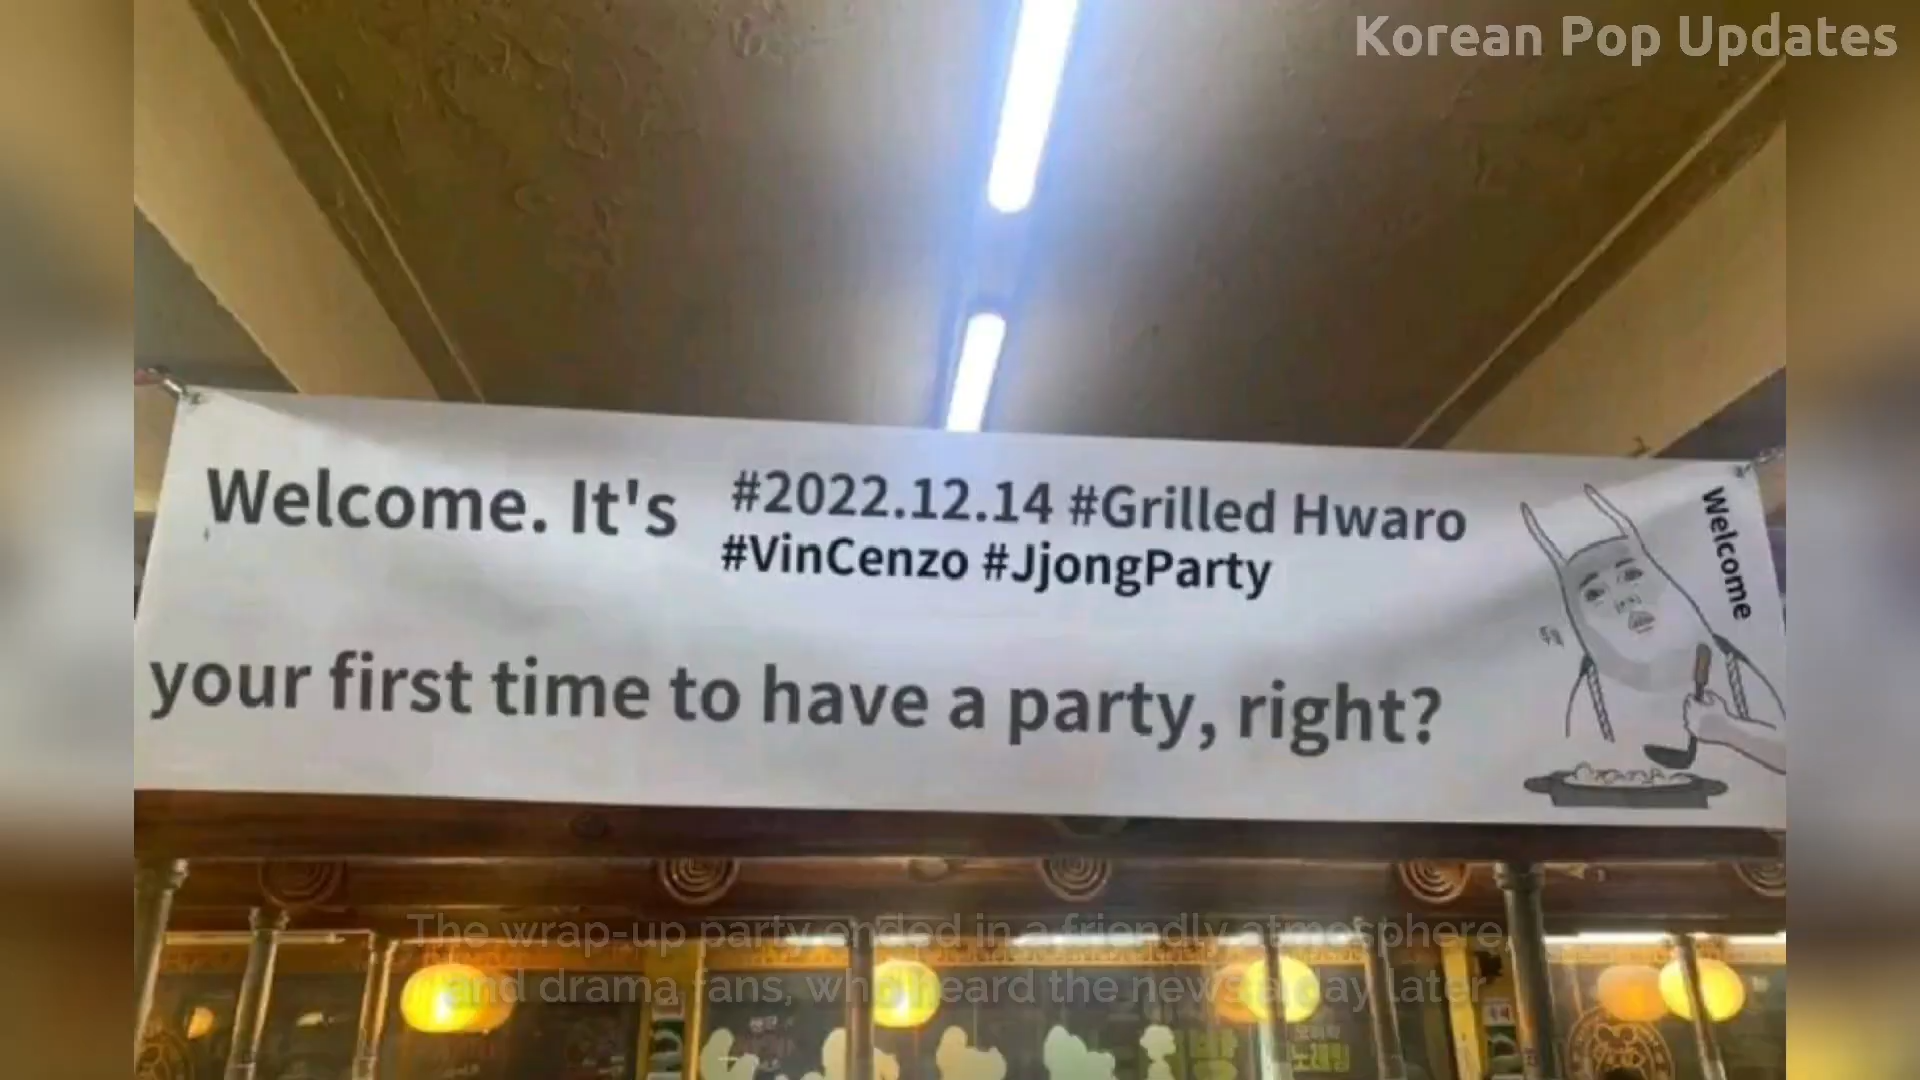 Korean Pop Updates
Welcome. It's
#2022.12.14 #Grilled Hwaro
#VinCenzo #JjongParty
your first time to have a party, right?
Welcome
The wrap-up party ended in a friendly atmosphere,
and drama fans, who heard the news a day later